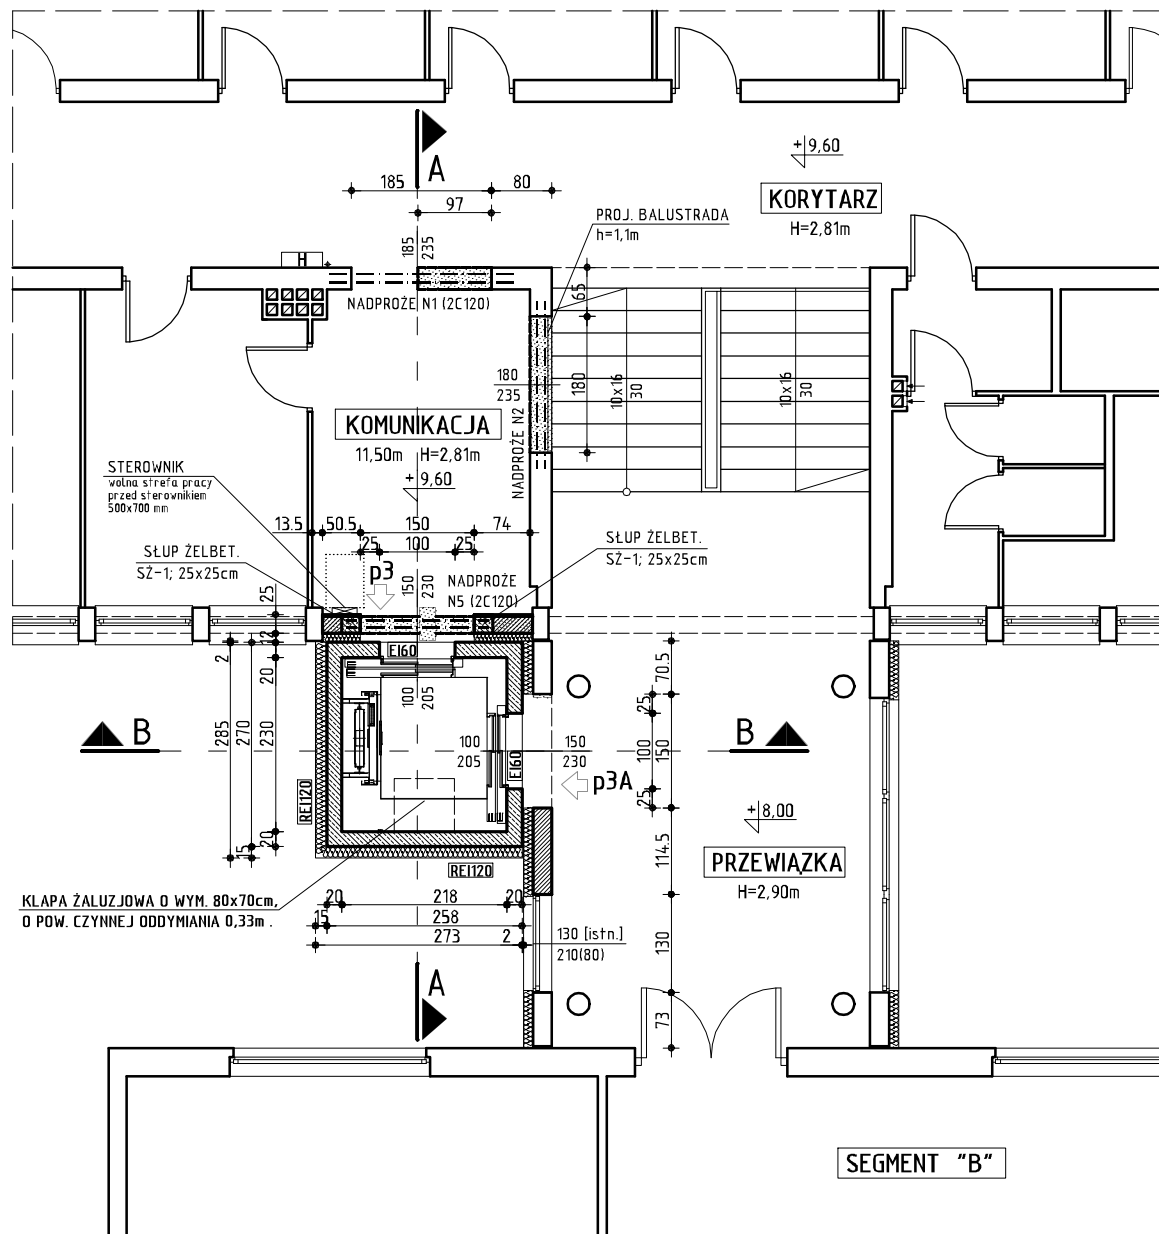 A
+9,60
185
80
KORYTARZ
97
H=2,81m
PROJ. BALUSTRADA
h=1,1m
185
235
H
65
NADPROŻE N1 (2C120)
180
235
180
10x16
30
10x16
30
NADPROŻE N2
KOMUNIKACJA
11,50m H=2,81m
+9,60
STEROWNIK
wolna strefa pracy
przed sterownikiem
500x700 mm
13.5
50.5
150
74
25
100
25
SŁUP ŻELBET.
SŻ-1; 25x25cm
SŁUP ŻELBET.
SŻ-1; 25x25cm
p3
150
230
NADPROŻE
N5 (2C120)
25
12
2
20
EI60
70.5
25
100
205
285
270
230
B
100
205
EI60
150
230
100
150
B
p3A
25
REI120
+8,00
20
15
114.5
PRZEWIĄZKA
H=2,90m
REI120
KLAPA ŻALUZJOWA O WYM. 80x70cm,
O POW. CZYNNEJ ODDYMIANIA 0,33m .
20
218
20
15
258
273
2
130 [istn.]
210(80)
130
A
73
SEGMENT "B"